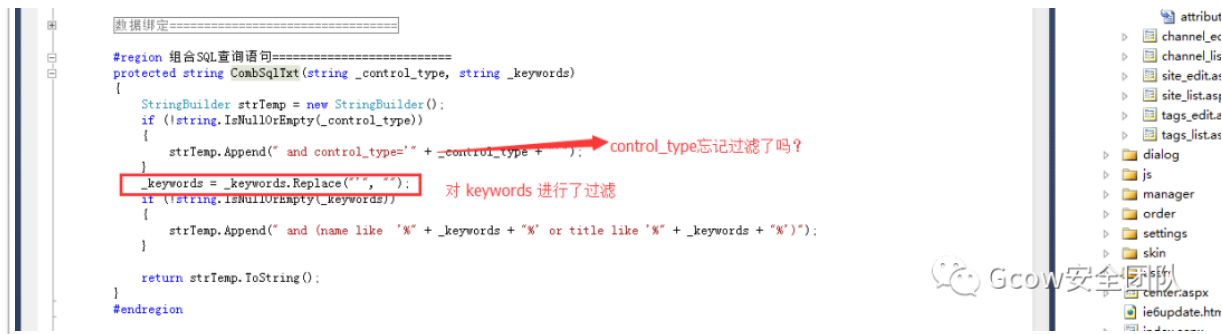 数据绑定=================================
#region 组合SQL查询语句==========================
protected string CombSqlTxt(string _control_type, string _keywords)
{
StringBuilder strTemp = new StringBuilder();
if (!string.IsNullOrEmpty(_control_type))
{
strTemp.Append(" and control_type='" + _control_type + "'");
control_type忘记过滤了吗?
}
_keywords = _keywords.Replace("'", "");
对 keywords 进行了过滤
if (!string.IsNullOrEmpty(_keywords))
{
strTemp.Append(" and (name like '%" + _keywords + "%' or title like '%" + _keywords + "%')");
}
return strTemp.ToString();
}
#endregion
attribut
channel_ed
channel_lis
site_edit.as
site_list.asp
tags_edit.a
tags_list.as
dialog
js
manager
order
settings
skin
center.aspx
ie6update.htm
index.aspx
Gcow安全团队